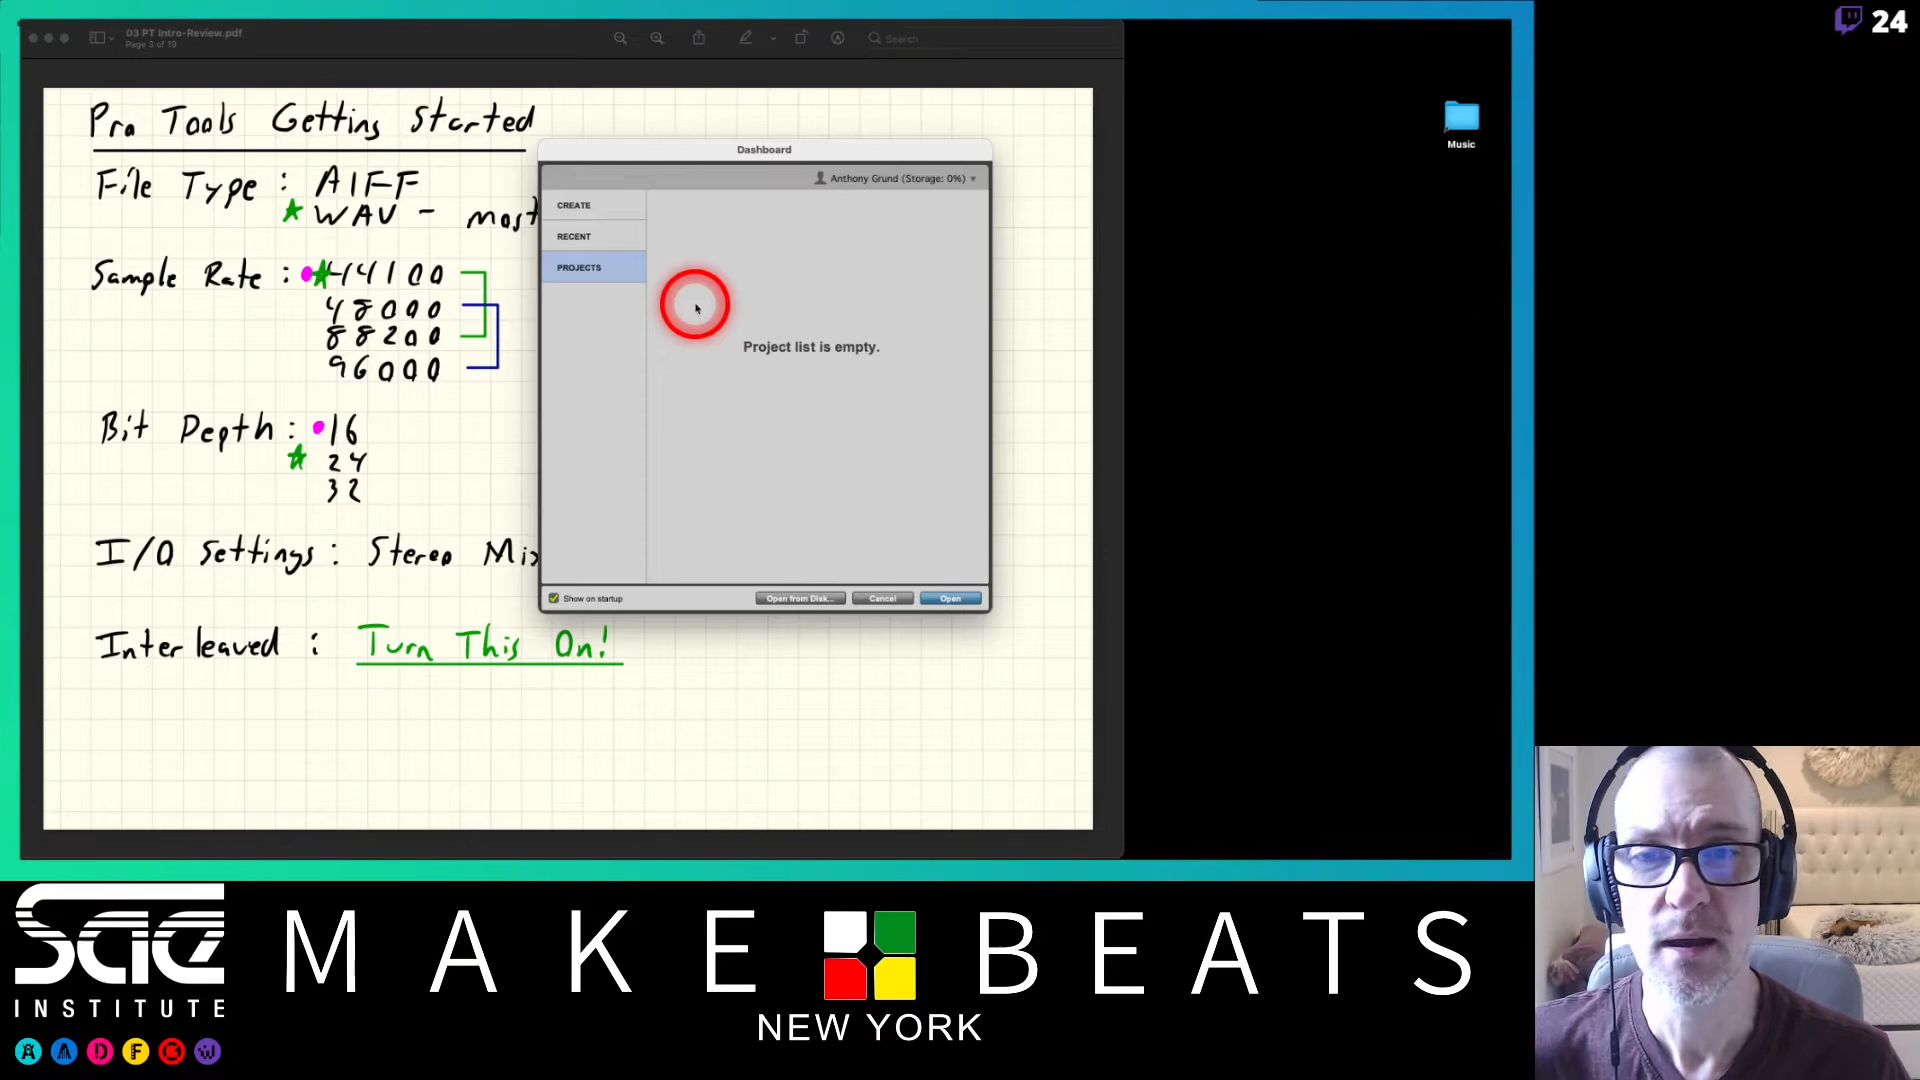 03 PT Intro-Review.pdf
Page 3 of 19
Search
24
Pro Tools Getting Started
File Type : AIFF
WAV - most
Sample Rate : 44100
48000
88200
96000
Bit Depth : 16
24
32
I/O Settings : Stereo Mix
Interleaved : Turn This On!
Dashboard
Anthony Grund (Storage: 0%)
CREATE
RECENT
PROJECTS
Project list is empty.
Show on startup
Open from Disk...
Cancel
Open
Music
SAE
INSTITUTE
MAKE BEATS
NEW YORK